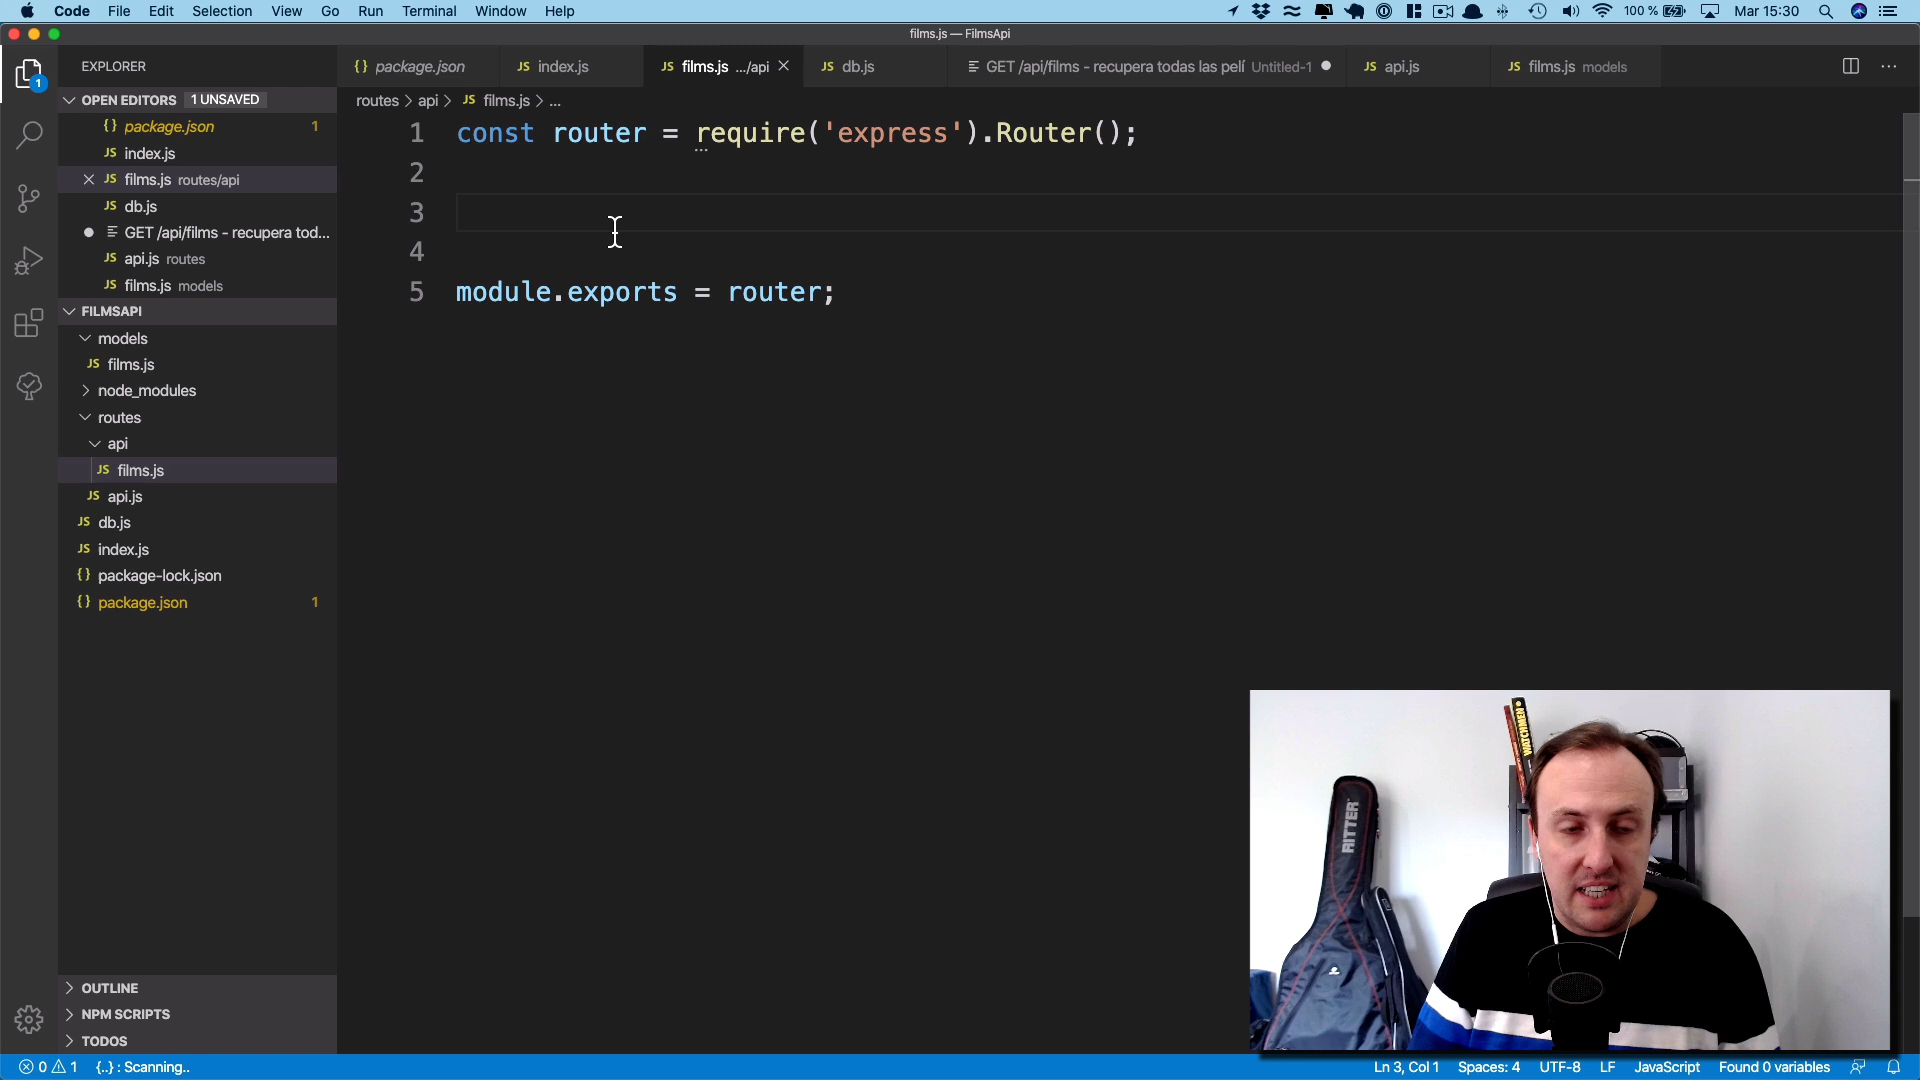 Code File Edit Selection View Go Run Terminal Window Help
100 % Mar 15:30
films.js — FilmsApi
EXPLORER
{} package.json
JS index.js
JS films.js .../api
JS db.js
GET /api/films - recupera todas las pelí Untitled-1
JS api.js
JS films.js models
OPEN EDITORS 1 UNSAVED
{} package.json 1
JS index.js
JS films.js routes/api
JS db.js
GET /api/films - recupera tod...
JS api.js routes
JS films.js models
FILMSAPI
models
JS films.js
node_modules
routes
api
JS films.js
JS api.js
JS db.js
JS index.js
{} package-lock.json
{} package.json 1
OUTLINE
NPM SCRIPTS
TODOS
1
routes > api > JS films.js > ...
1 const router = require('express').Router();
2
3
4
5 module.exports = router;
WATCHMEN
RITTER
0 1 {..} : Scanning..
Ln 3, Col 1 Spaces: 4 UTF-8 LF JavaScript Found 0 variables